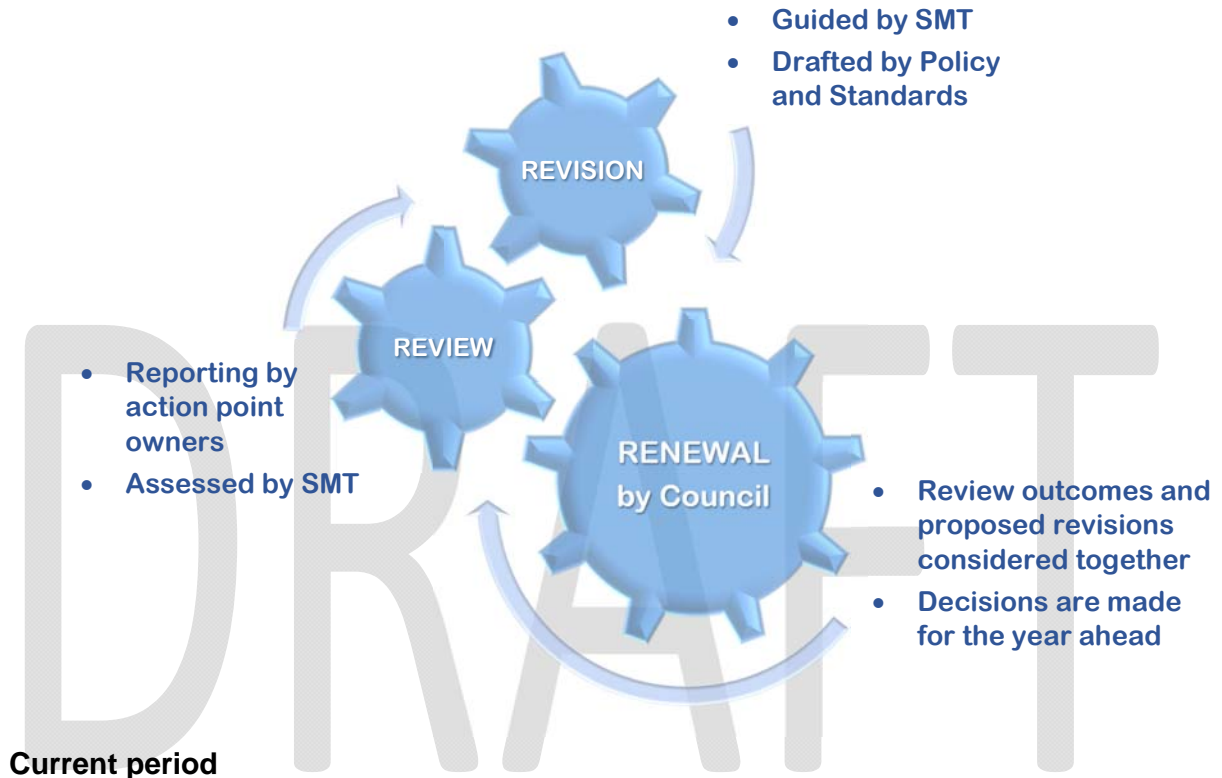 • Guided by SMT
• Drafted by Policy
and Standards
REVISION
REVIEW
• Reporting by
action point
owners
• Assessed by SMT
RENEWAL
by Council
• Review outcomes and
proposed revisions
considered together
• Decisions are made
for the year ahead
DRAFT
Current period